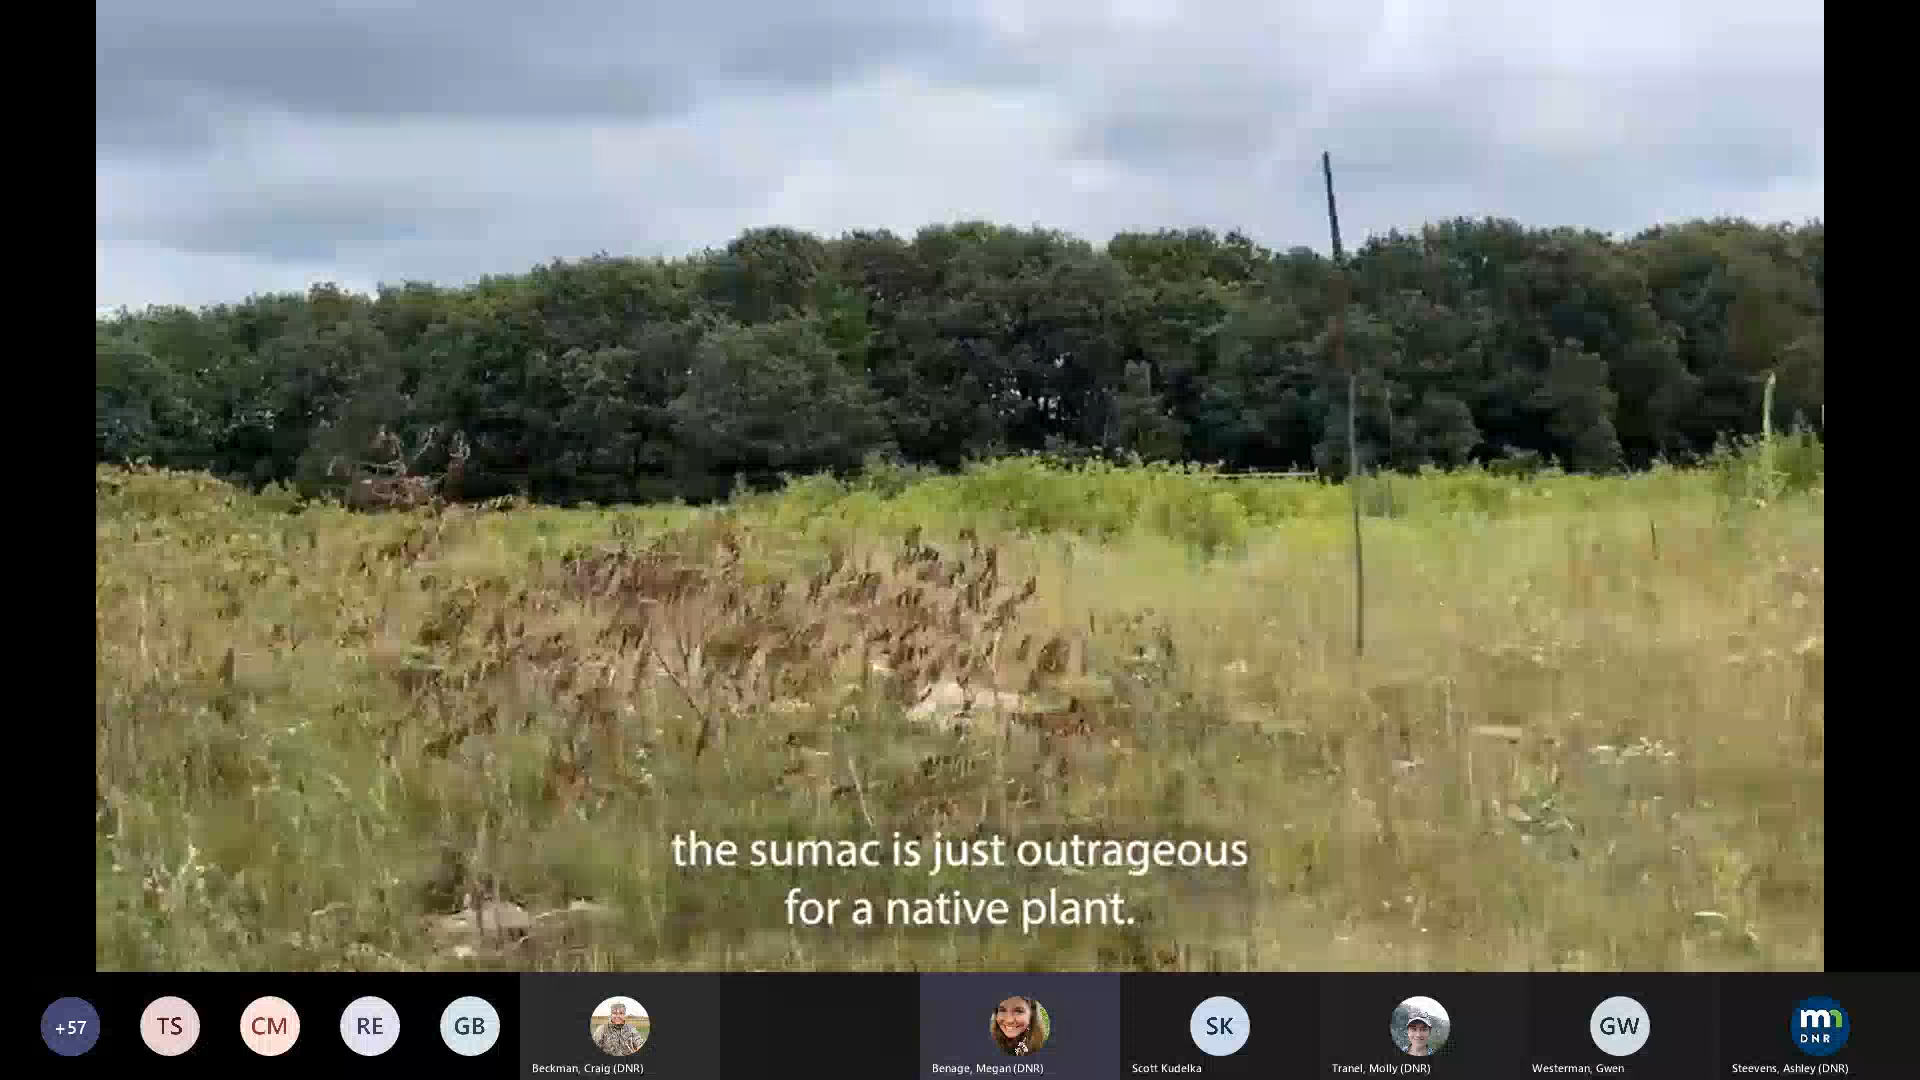 the sumac is just outrageous
for a native plant.
+57
TS
CM
RE
GB
Beckman, Craig (DNR)
Benage, Megan (DNR)
SK
Scott Kudelka
Tranel, Molly (DNR)
GW
Westerman, Gwen
mn
DNR
Steevens, Ashley (DNR)